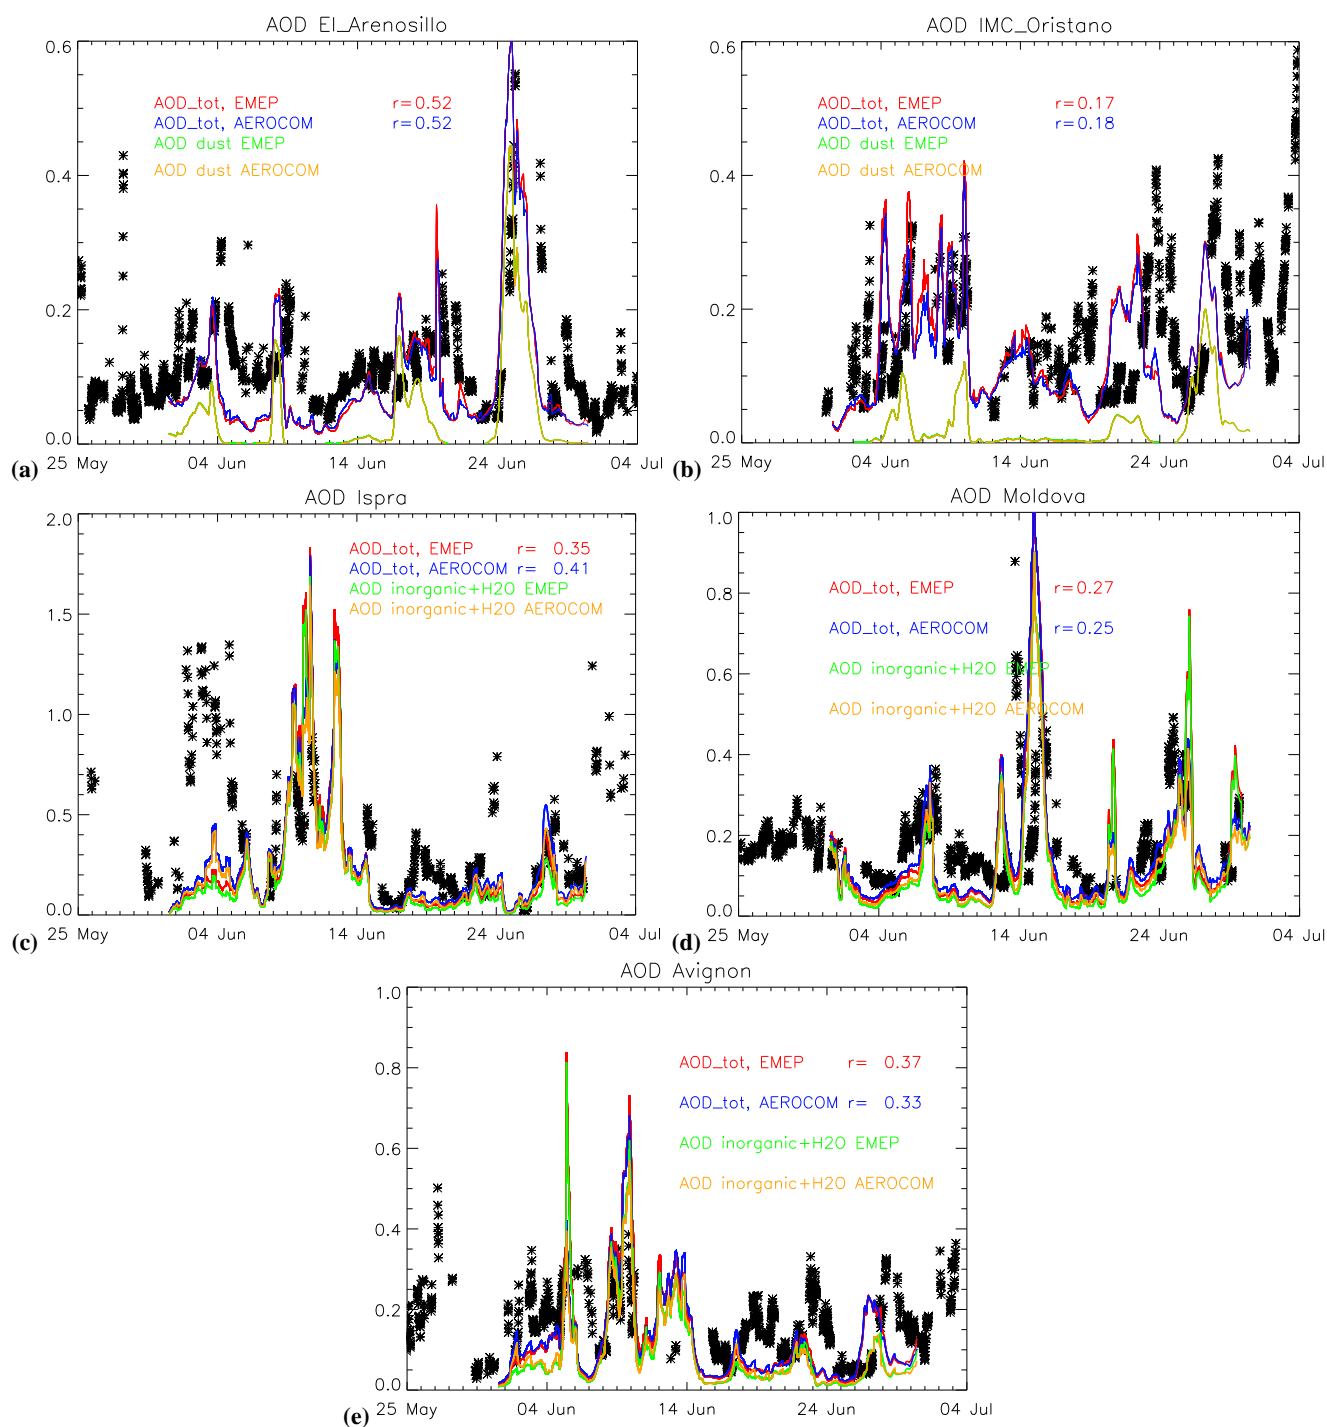 AOD El_Arenosillo
0.6
0.4
0.2
0.0
AOD_tot, EMEP r=0.52
AOD_tot, AEROCOM r=0.52
AOD dust EMEP
AOD dust AEROCOM
(a)
25 May 04 Jun 14 Jun 24 Jun 04 Jul
AOD IMC_Oristano
0.6
0.4
0.2
0.0
AOD_tot, EMEP r=0.17
AOD_tot, AEROCOM r=0.18
AOD dust EMEP
AOD dust AEROCOM
(b)
25 May 04 Jun 14 Jun 24 Jun 04 Jul
AOD Ispra
2.0
1.5
1.0
0.5
0.0
AOD_tot, EMEP r= 0.35
AOD_tot, AEROCOM r= 0.41
AOD inorganic+H2O EMEP
AOD inorganic+H2O AEROCOM
(c)
25 May 04 Jun 14 Jun 24 Jun 04 Jul
AOD Moldova
1.0
0.8
0.6
0.4
0.2
0.0
AOD_tot, EMEP r=0.27
AOD_tot, AEROCOM r=0.25
AOD inorganic+H2O EMEP
AOD inorganic+H2O AEROCOM
(d)
25 May 04 Jun 14 Jun 24 Jun 04 Jul
AOD Avignon
1.0
0.8
0.6
0.4
0.2
0.0
AOD_tot, EMEP r= 0.37
AOD_tot, AEROCOM r= 0.33
AOD inorganic+H2O EMEP
AOD inorganic+H2O AEROCOM
(e)
25 May 04 Jun 14 Jun 24 Jun 04 Jul